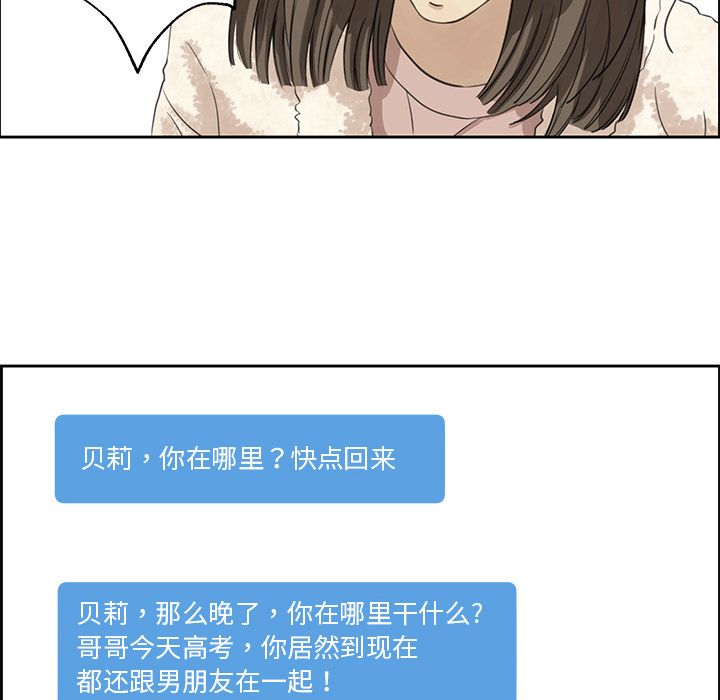 贝莉，你在哪里？快点回来
贝莉，那么晚了，你在哪里干什么?
哥哥今天高考，你居然到现在
都还跟男朋友在一起！